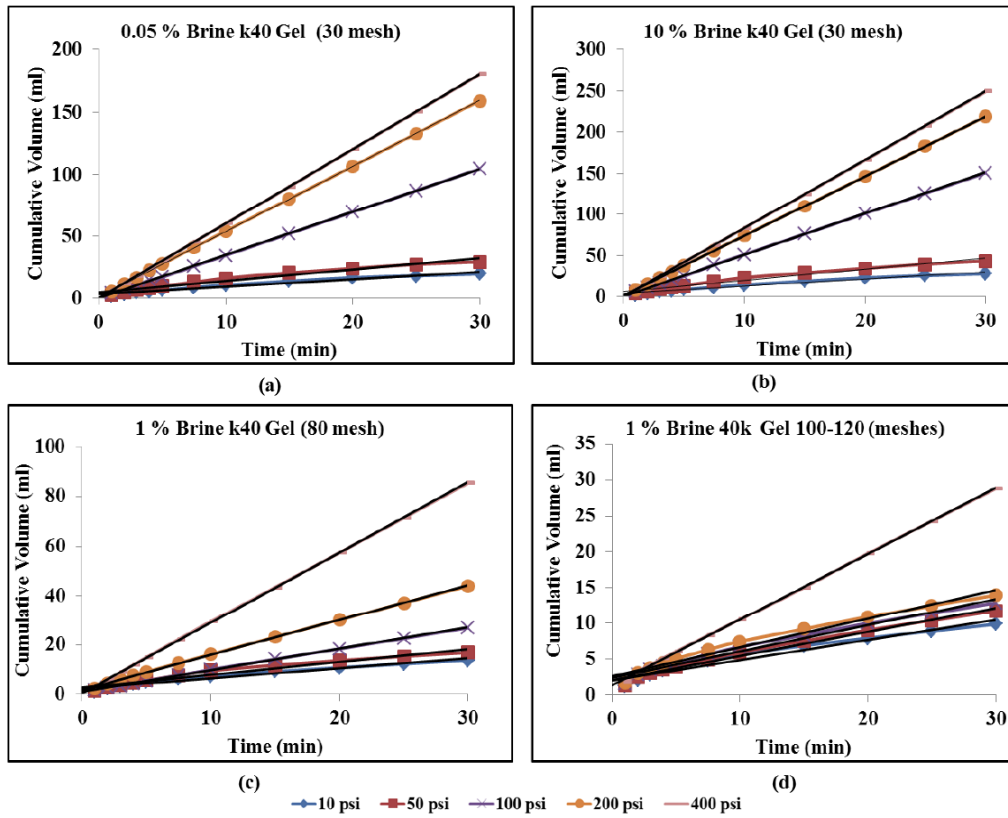 0.05 % Brine k40 Gel (30 mesh)
200
150
100
50
0
Cumulative Volume (ml)
0 10 20 30
Time (min)
(a)
10 % Brine k40 Gel (30 mesh)
300
250
200
150
100
50
0
Cumulative Volume (ml)
0 10 20 30
Time (min)
(b)
1 % Brine k40 Gel (80 mesh)
100
80
60
40
20
0
Cumulative Volume (ml)
0 10 20 30
Time (min)
(c)
1 % Brine 40k Gel 100-120 (meshes)
35
30
25
20
15
10
5
0
Cumulative Volume (ml)
0 10 20 30
Time (min)
(d)
10 psi 50 psi 100 psi 200 psi 400 psi